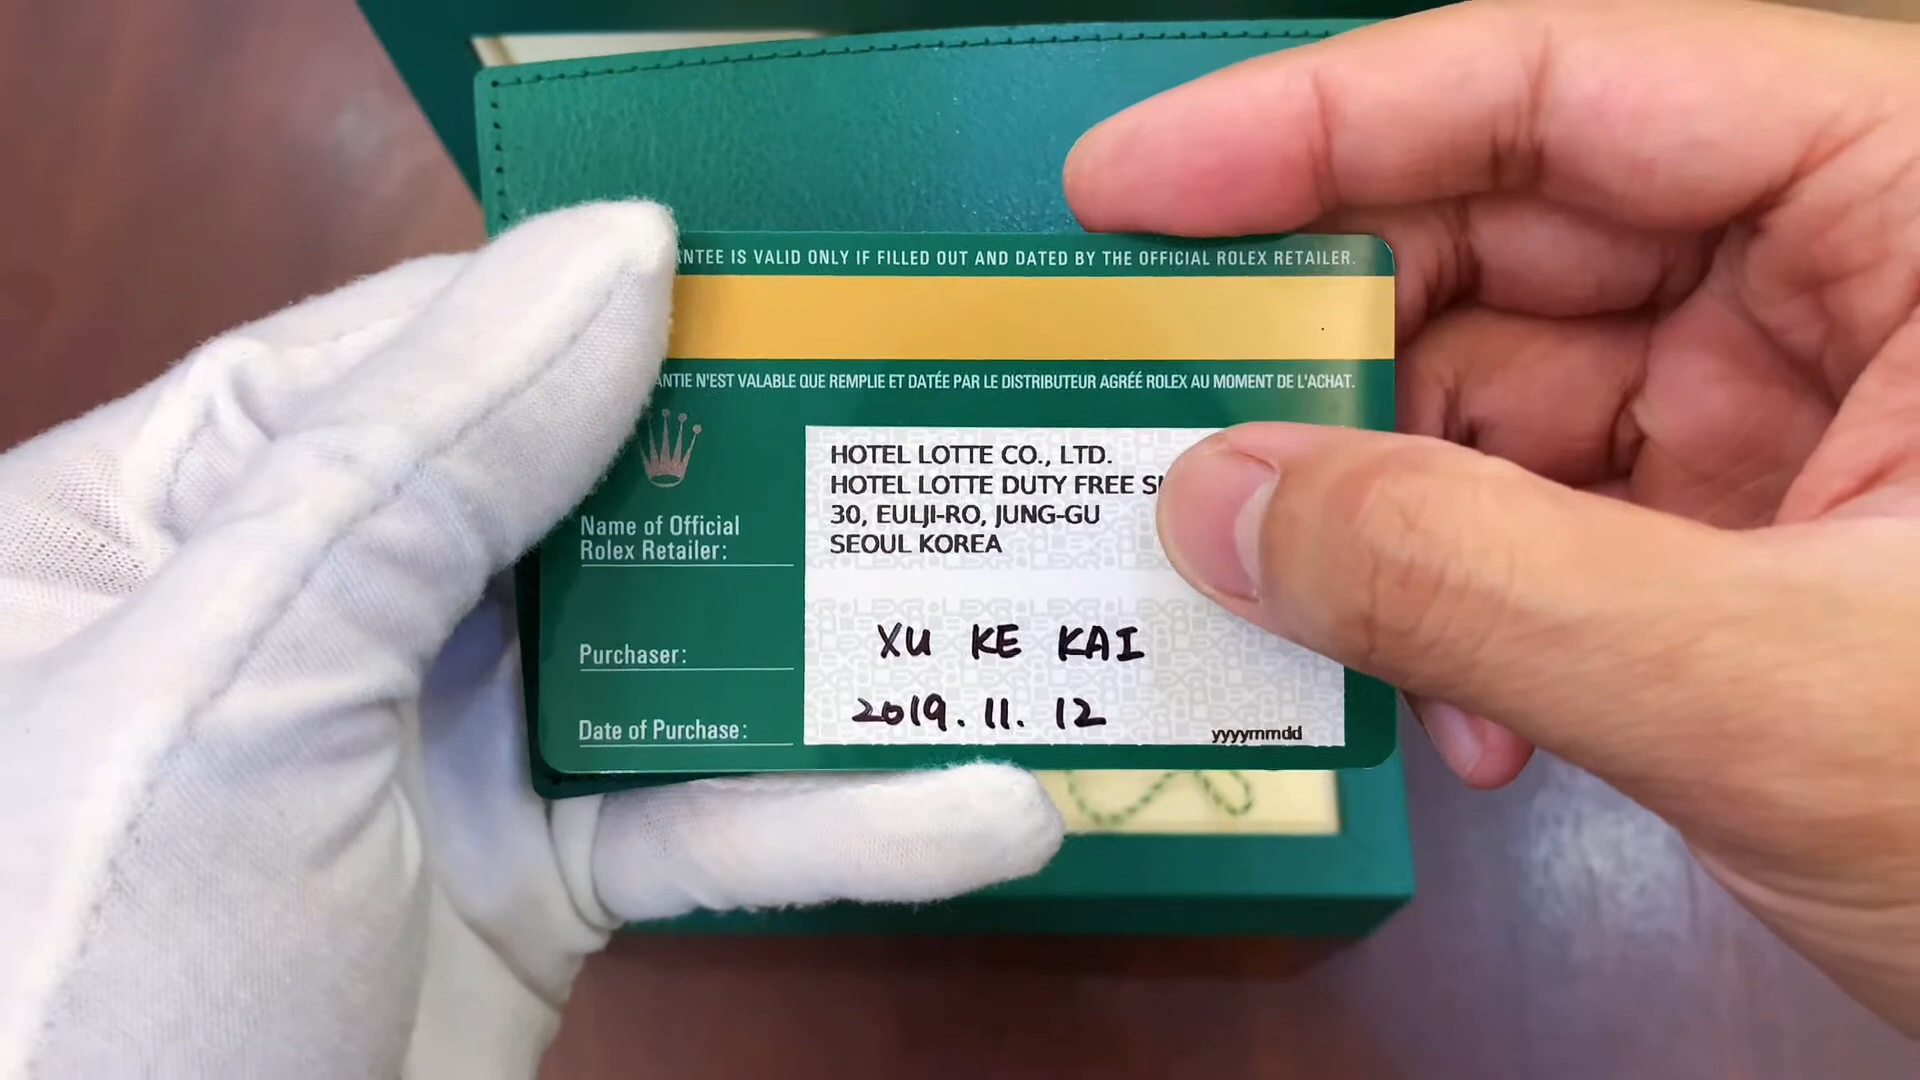 IS VALID ONLY IF FILLED OUT AND DATED BY THE OFFICIAL ROLEX RETAILER.
N'EST VALABLE QUE REMPLIE ET DATÉE PAR LE DISTRIBUTEUR AGRÉÉ ROLEX AU MOMENT DE L'ACHAT.
HOTEL LOTTE CO., LTD.
HOTEL LOTTE DUTY FREE
30, EULJI-RO, JUNG-GU
SEOUL KOREA
Name of Official
Rolex Retailer:
Purchaser:
XU KE KAI
Date of Purchase:
2019. 11. 12
yyyymmdd